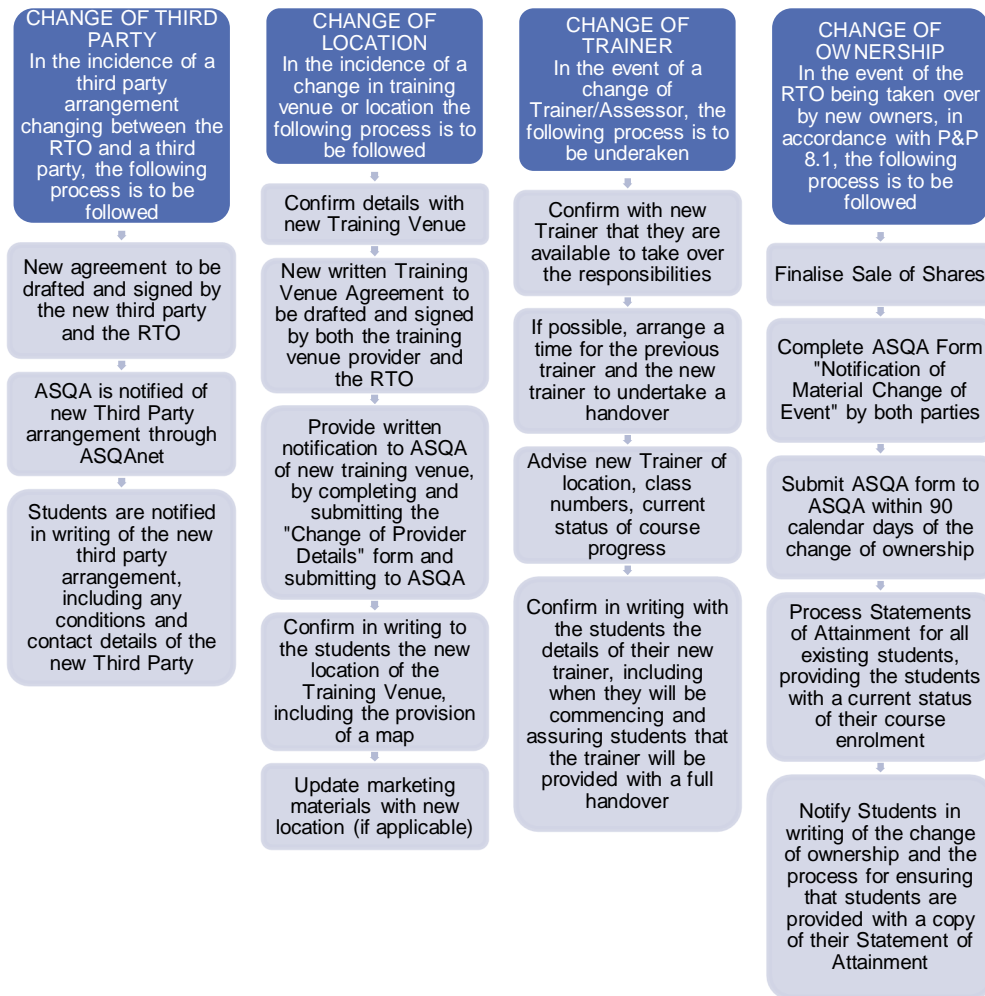 CHANGE OF THIRD
PARTY
In the incidence of a
third party
arrangement
changing between the
RTO and a third
party, the following
process is to be
followed
New agreement to be
drafted and signed by
the new third party
and the RTO
ASQA is notified of
new Third Party
arrangement through
ASQAnet
Students are notified
in writing of the new
third party
arrangement,
including any
conditions and
contact details of the
new Third Party
CHANGE OF
LOCATION
In the incidence of a
change in training
venue or location the
following process is to
be followed
Confirm details with
new Training Venue
New written Training
Venue Agreement to
be drafted and signed
by both the training
venue provider and
the RTO
Provide written
notification to ASQA
of new training venue,
by completing and
submitting the
"Change of Provider
Details" form and
submitting to ASQA
Confirm in writing to
the students the new
location of the
Training Venue,
including the provision
of a map
Update marketing
materials with new
location (if applicable)
CHANGE OF
TRAINER
In the event of a
change of
Trainer/Assessor, the
following process is to
be underaken
Confirm with new
Trainer that they are
available to take over
the responsibilities
If possible, arrange a
time for the previous
trainer and the new
trainer to undertake a
handover
Advise new Trainer of
location, class
numbers, current
status of course
progress
Confirm in writing with
the students the
details of their new
trainer, including
when they will be
commencing and
assuring students that
the trainer will be
provided with a full
handover
CHANGE OF
OWNERSHIP
In the event of the
RTO being taken over
by new owners, in
accordance with P&P
8.1, the following
process is to be
followed
Finalise Sale of Shares
Complete ASQA Form
"Notification of
Material Change of
Event" by both parties
Submit ASQA form to
ASQA within 90
calendar days of the
change of ownership
Process Statements
of Attainment for all
existing students,
providing the students
with a current status
of their course
enrolment
Notify Students in
writing of the change
of ownership and the
process for ensuring
that students are
provided with a copy
of their Statement of
Attainment